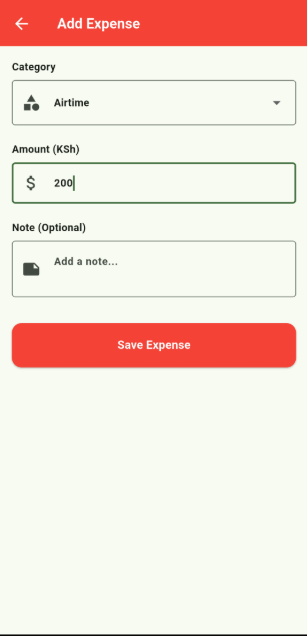 Add Expense
Category
Airtime
Amount (KSh)
$ 200
Note (Optional)
Add a note...
Save Expense